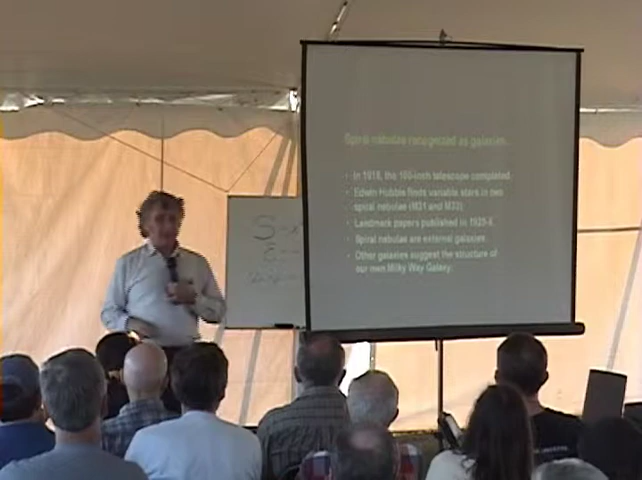 Spiral nebulae recognized as galaxies.
• In 1918, the 100-inch telescope completed.
• Edwin Hubble finds variable stars in two
spiral nebulae (M31 and M33)
• Landmark papers published in
• Spiral nebulae are external galaxies.
• Other galaxies suggest the structure of
our own Milky Way Galaxy.